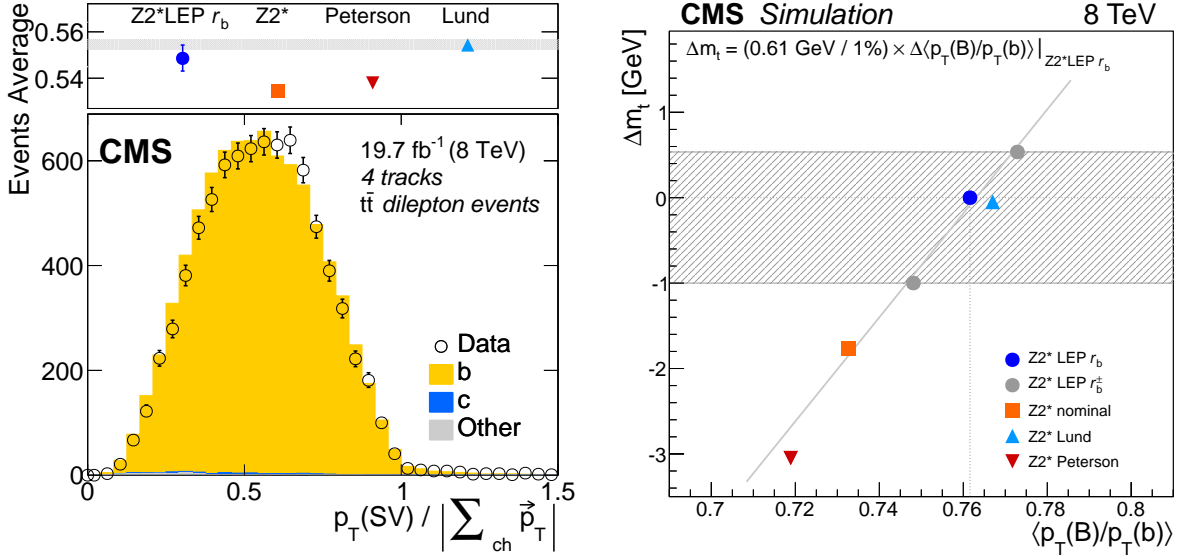 Z2*LEP r_b Z2* Peterson Lund
0.56
0.54
Events Average
CMS
19.7 fb⁻¹ (8 TeV)
4 tracks
tt̄ dilepton events
600
400
200
0
Data
b
c
Other
0 0.5 1 1.5
p_T(SV) / |∑_ch p⃗_T|
CMS Simulation 8 TeV
Δm_t = (0.61 GeV / 1%) × Δ⟨p_T(B)/p_T(b)⟩|_Z2*LEP r_b
Δm_t [GeV]
1
0
-1
-2
-3
Z2* LEP r_b
Z2* LEP r_b^±
Z2* nominal
Z2* Lund
Z2* Peterson
0.7 0.72 0.74 0.76 0.78 0.8
⟨p_T(B)/p_T(b)⟩